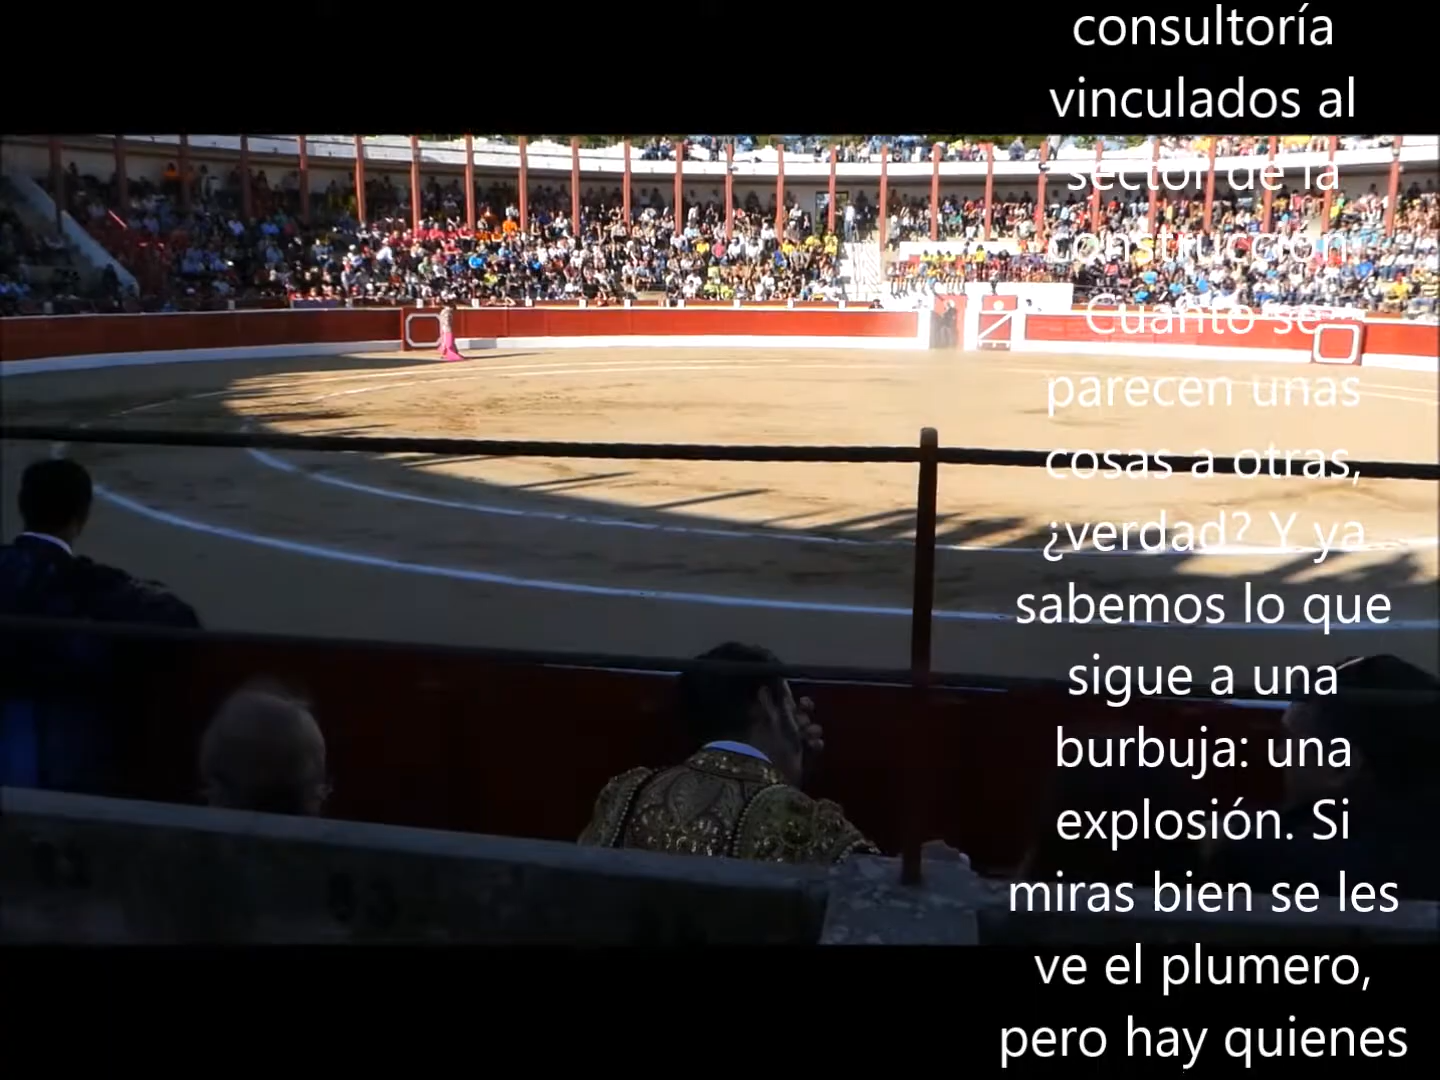 consultoría
vinculados al
sector de la
construcción.
Cuánto se
parecen unas
cosas a otras,
¿verdad? Y ya
sabemos lo que
sigue a una
burbuja: una
explosión. Si
miras bien se les
ve el plumero,
pero hay quienes